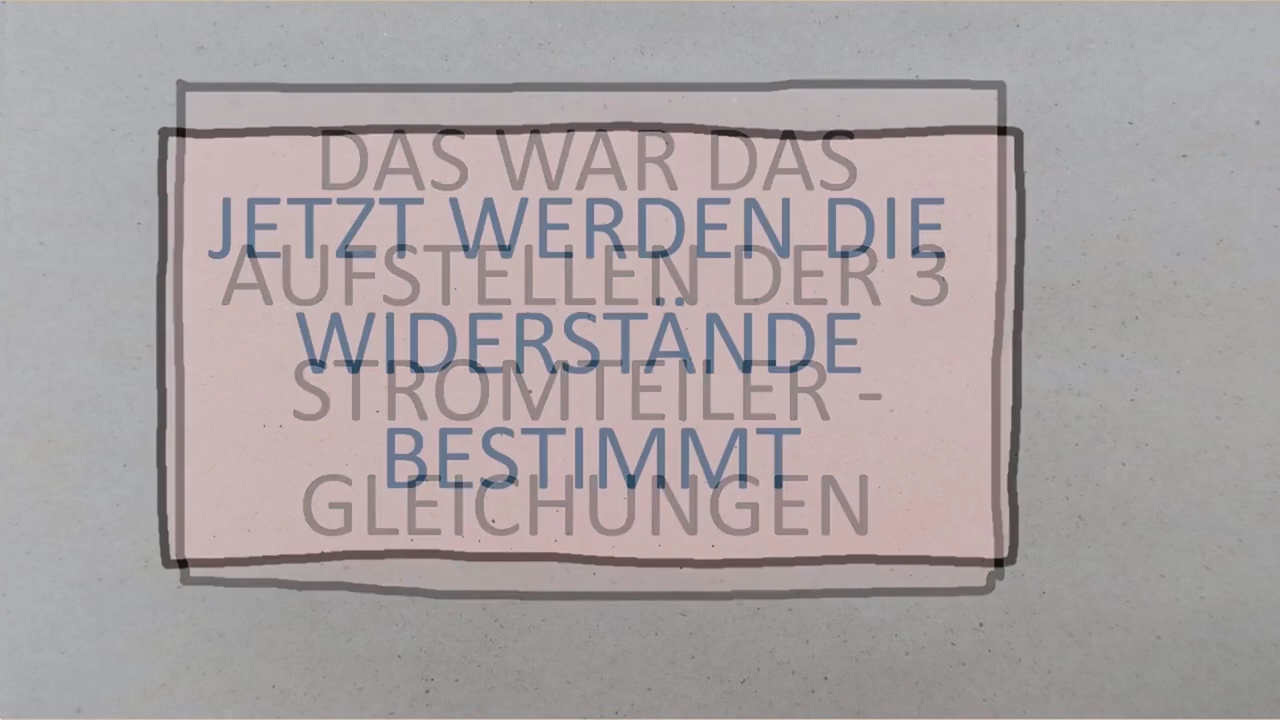 DAS WAR DAS
AUFSTELLEN DER 3
STROMTEILER -
GLEICHUNGEN
JETZT WERDEN DIE
WIDERSTÄNDE
BESTIMMT